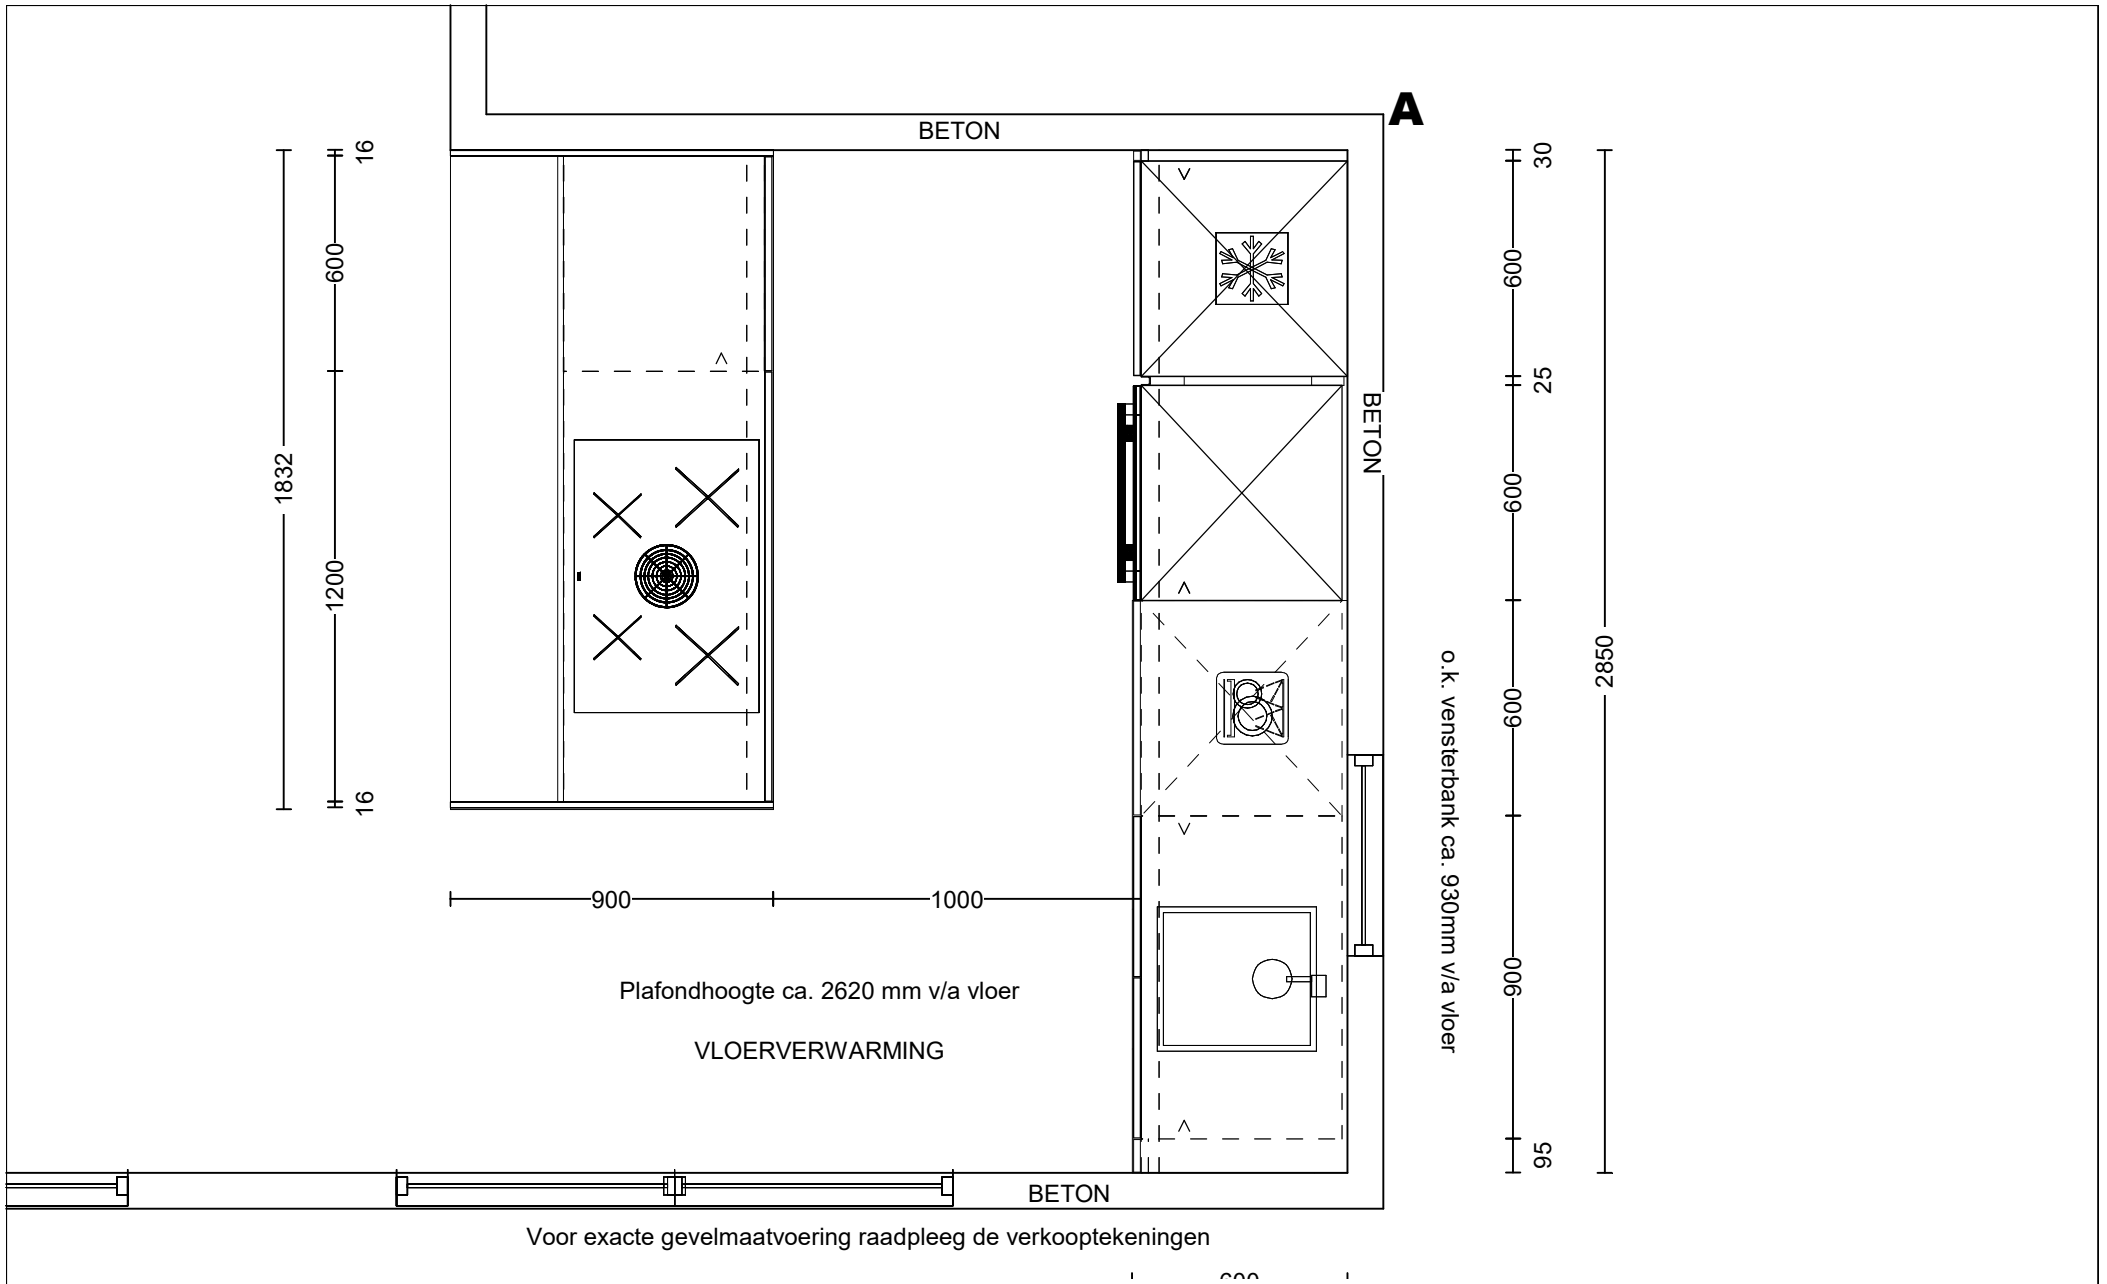 A
BETON
16
30
600
600
25
BETON
1832
600
1200
600
2850
o.k. vensterbank ca. 930mm v/a vloer
16
900
1000
900
Plafondhoogte ca. 2620 mm v/a vloer
VLOERVERWARMING
95
BETON
Voor exacte gevelmaatvoering raadpleeg de verkooptekeningen
600